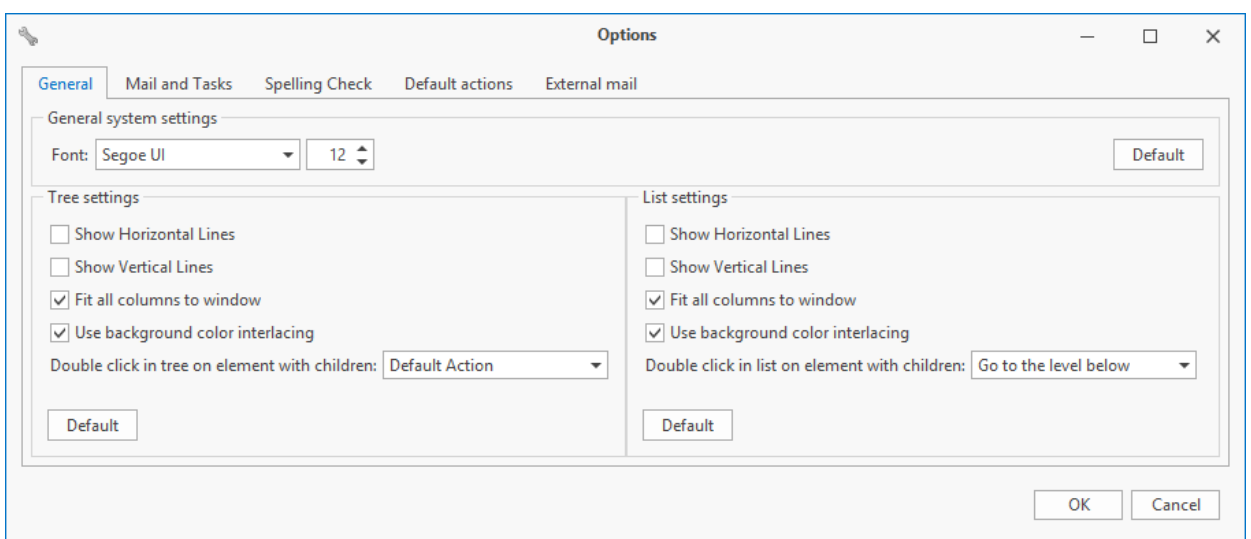 Options
General Mail and Tasks Spelling Check Default actions External mail
General system settings
Font: Segoe UI 12 Default
Tree settings
Show Horizontal Lines
Show Vertical Lines
Fit all columns to window
Use background color interlacing
Double click in tree on element with children: Default Action
Default
List settings
Show Horizontal Lines
Show Vertical Lines
Fit all columns to window
Use background color interlacing
Double click in list on element with children: Go to the level below
Default
OK Cancel